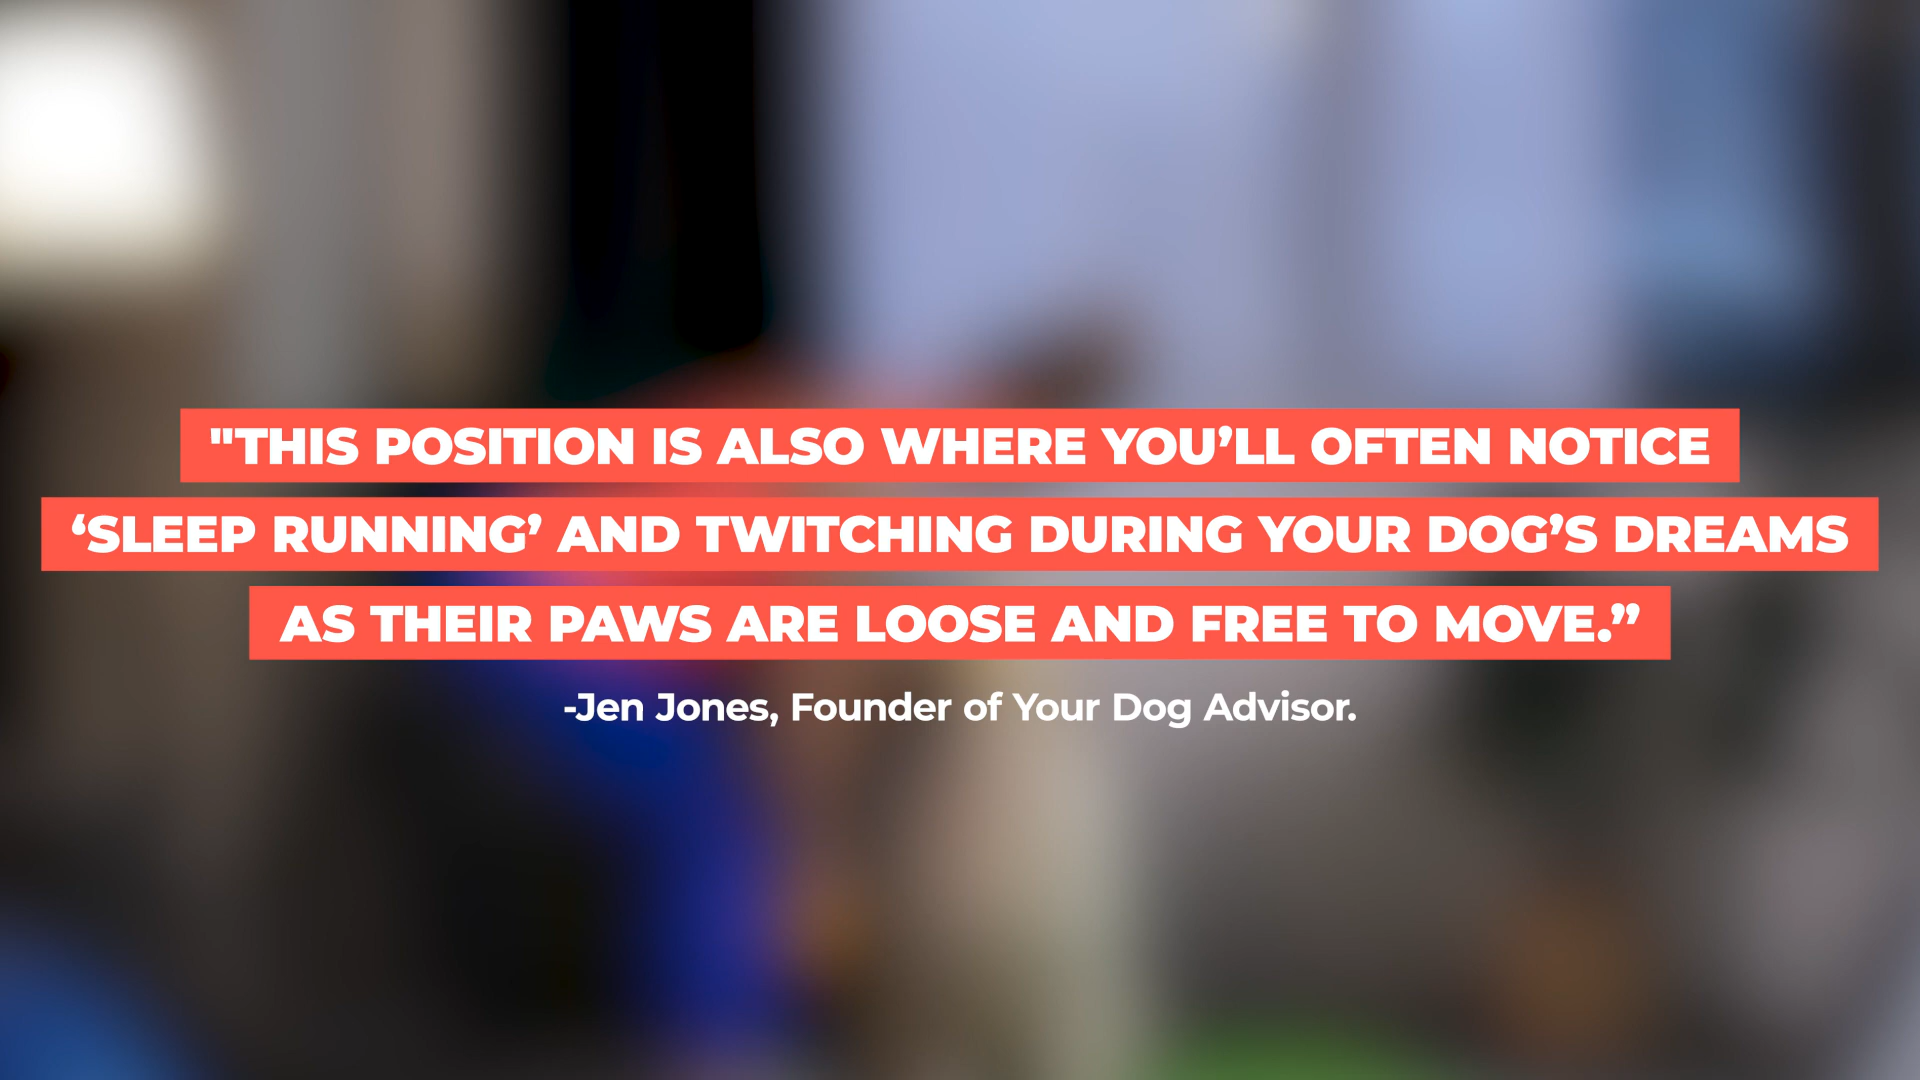 "THIS POSITION IS ALSO WHERE YOU’LL OFTEN NOTICE
‘SLEEP RUNNING’ AND TWITCHING DURING YOUR DOG’S DREAMS
AS THEIR PAWS ARE LOOSE AND FREE TO MOVE.”
-Jen Jones, Founder of Your Dog Advisor.